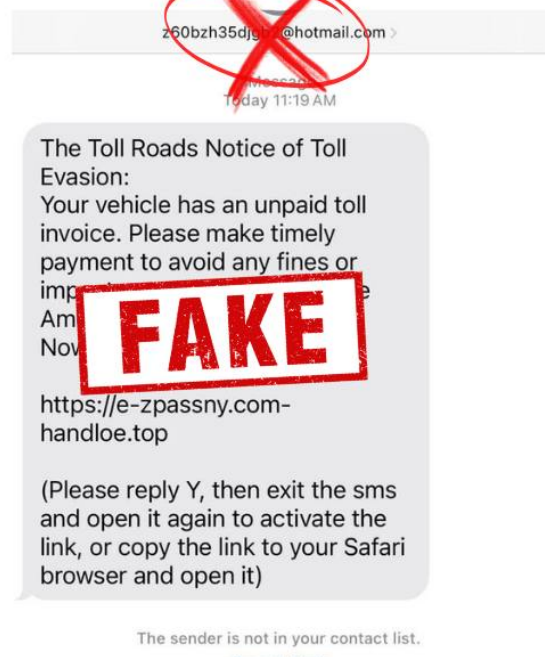 @hotmail.com >
Today 11:19 AM
The Toll Roads Notice of Toll
Evasion:
Your vehicle has an unpaid toll
invoice. Please make timely
payment to avoid any fines or
FAKE
https://e-zpassny.com-
handloe.top
(Please reply Y, then exit the sms
and open it again to activate the
link, or copy the link to your Safari
browser and open it)
The sender is not in your contact list.